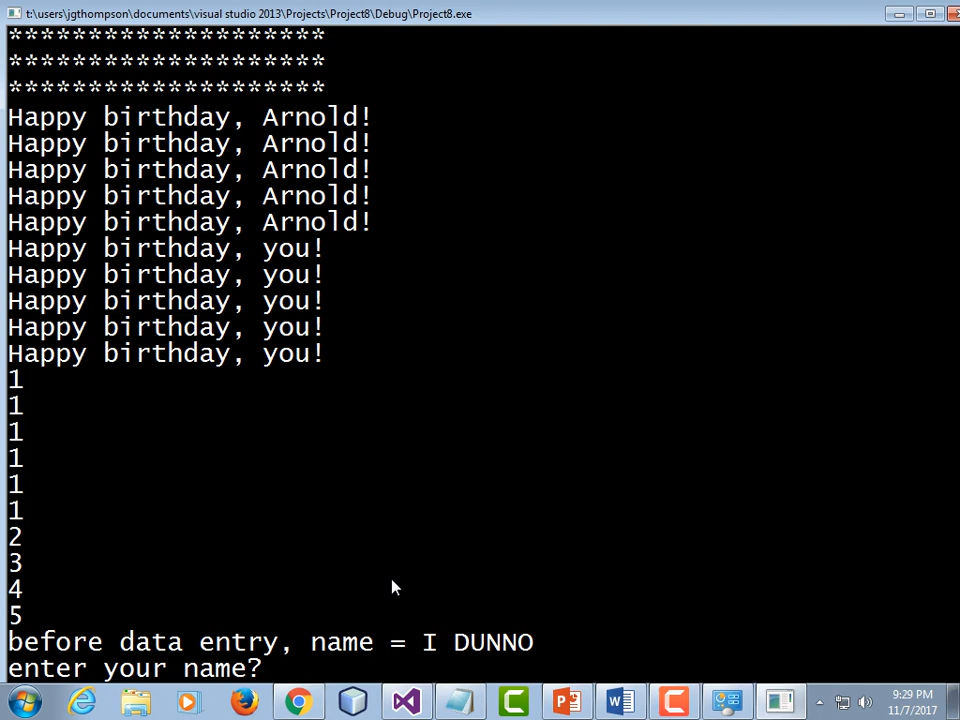 t:\users\jgthompson\documents\visual studio 2013\Projects\Project8\Debug\Project8.exe
********************
********************
********************
Happy birthday, Arnold!
Happy birthday, Arnold!
Happy birthday, Arnold!
Happy birthday, Arnold!
Happy birthday, Arnold!
Happy birthday, you!
Happy birthday, you!
Happy birthday, you!
Happy birthday, you!
Happy birthday, you!
1
1
1
1
1
1
2
3
4
5
before data entry, name = I DUNNO
enter your name?
9:29 PM
11/7/2017